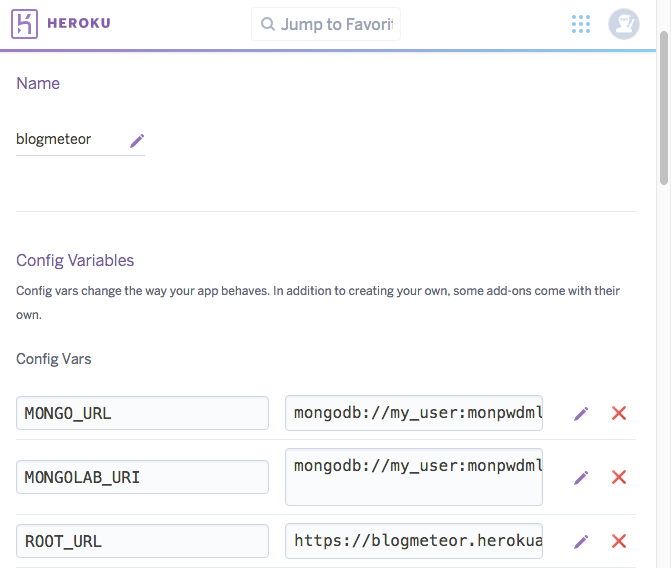 HEROKU
Jump to Favori
Name
blogmeteor
Config Variables
Config vars change the way your app behaves. In addition to creating your own, some add-ons come with their
own.
Config Vars
MONGO_URL mongodb://my_user:monpwdml
MONGOLAB_URI mongodb://my_user:monpwdml
ROOT_URL https://blogmeteor.herokua